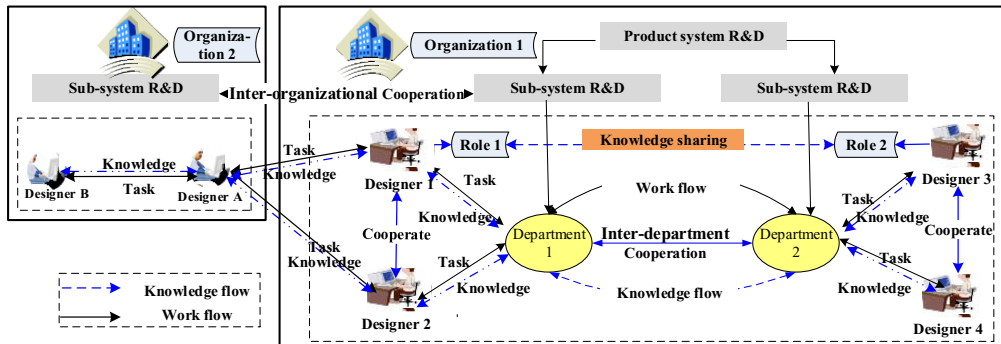 Organiza-
tion 2
Sub-system R&D
Knowledge
Task
Designer B
Designer A
Knowledge flow
Work flow
Organization 1
Product system R&D
Inter-organizational Cooperation
Sub-system R&D
Sub-system R&D
Task
Knowledge
Designer 1
Role 1
Knowledge sharing
Role 2
Designer 3
Task
Knowledge
Work flow
Task
Knowledge
Cooperate
Department
1
Inter-department
Cooperation
Department
2
Cooperate
Task
Knowledge
Task
Knowledge
Knowledge flow
Task
Knowledge
Designer 2
Designer 4